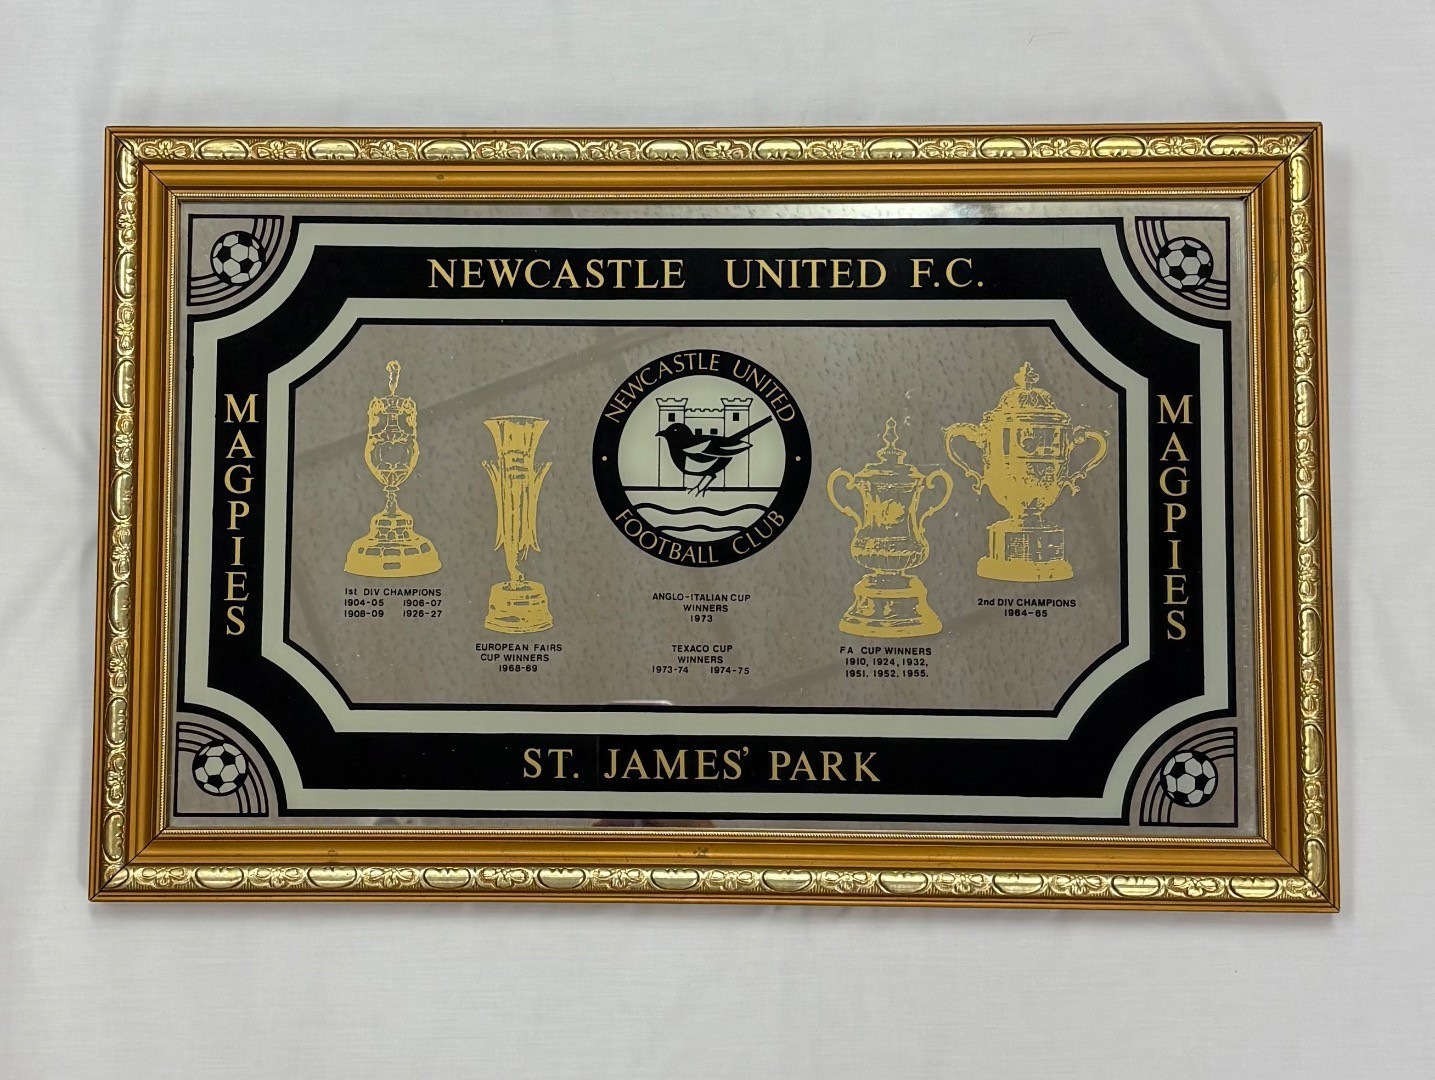 NEWCASTLE UNITED F.C.
MAGPIES
NEWCASTLE UNITED
FOOTBALL CLUB
1st DIV CHAMPIONS
1904-05 1906-07
1908-09 1926-27
EUROPEAN FAIRS
CUP WINNERS
1968-69
ANGLO-ITALIAN CUP
WINNERS
1973
TEXACO CUP
WINNERS
1973-74 1974-75
FA CUP WINNERS
1910, 1924, 1932,
1951, 1952, 1955.
2nd DIV CHAMPIONS
1964-65
MAGPIES
ST. JAMES' PARK